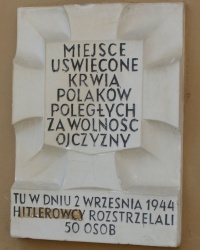 MIEJSCE
UŚWIĘCONE
KRWIĄ
POLAKÓW
POLEGŁYCH
ZA WOLNOŚĆ
OJCZYZNY
TU W DNIU 2 WRZEŚNIA 1944
HITLEROWCY ROZSTRZELALI
50 OSÓB